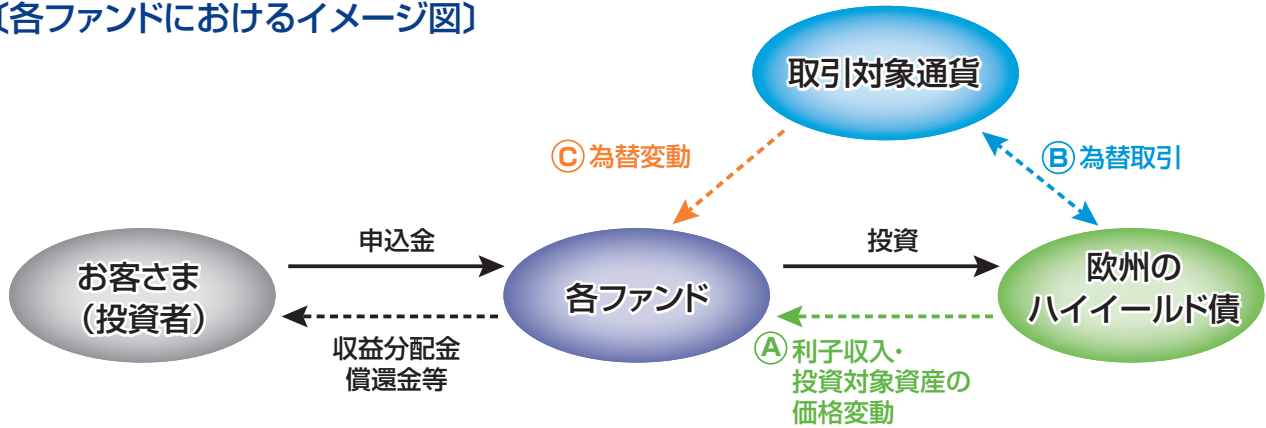 〔各ファンドにおけるイメージ図〕
取引対象通貨
Ⓒ為替変動
Ⓑ為替取引
申込金
投資
お客さま
（投資者）
各ファンド
欧州の
ハイイールド債
収益分配金
償還金等
Ⓐ利子収入・
投資対象資産の
価格変動